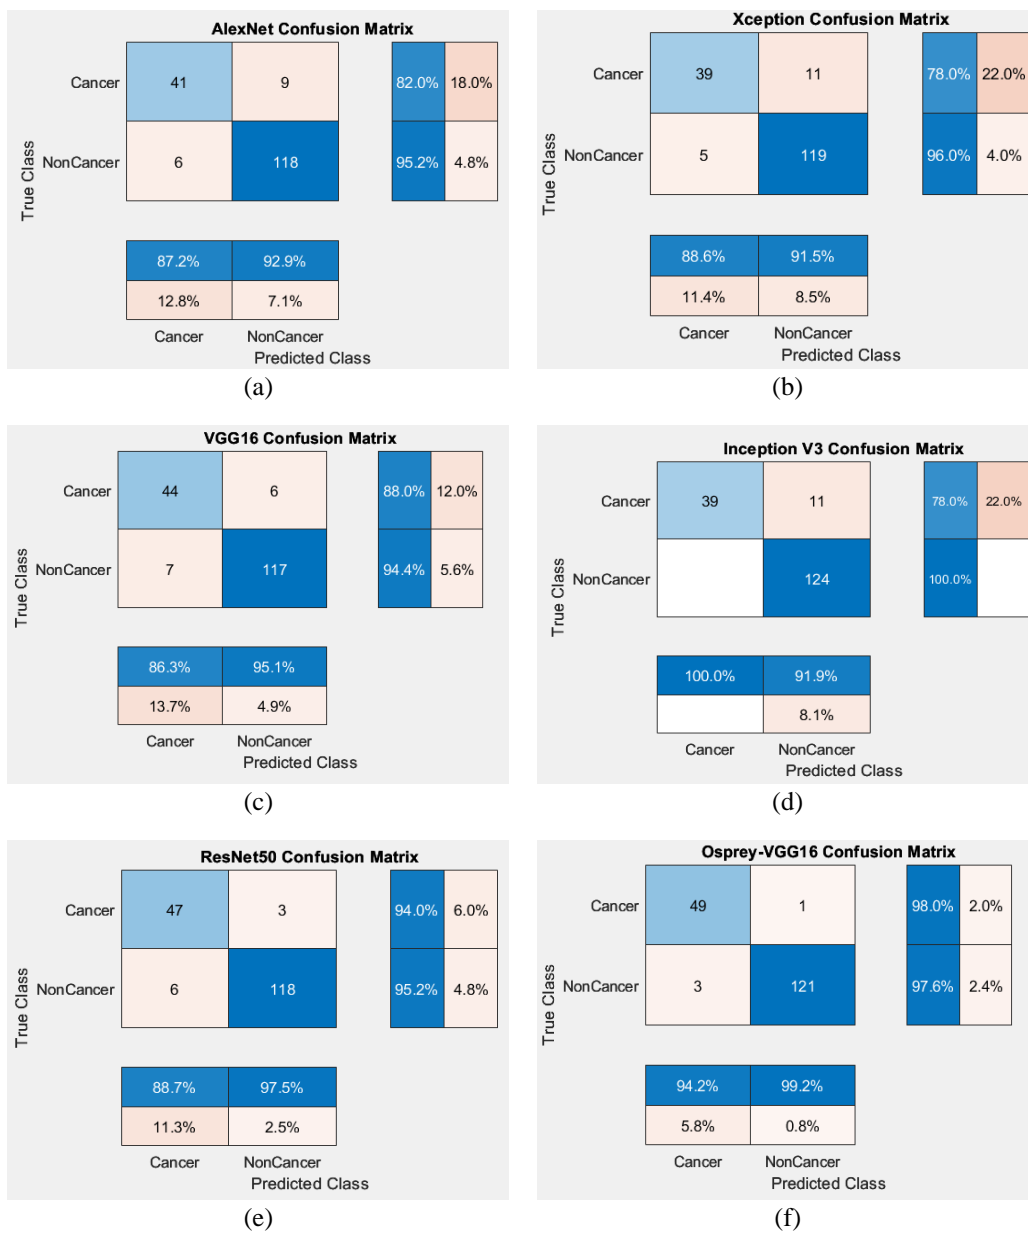 AlexNet Confusion Matrix
Cancer 41 9 82.0% 18.0%
NonCancer 6 118 95.2% 4.8%
True Class
87.2% 92.9%
12.8% 7.1%
Cancer NonCancer
Predicted Class
(a)
Xception Confusion Matrix
Cancer 39 11 78.0% 22.0%
NonCancer 5 119 96.0% 4.0%
True Class
88.6% 91.5%
11.4% 8.5%
Cancer NonCancer
Predicted Class
(b)
VGG16 Confusion Matrix
Cancer 44 6 88.0% 12.0%
NonCancer 7 117 94.4% 5.6%
True Class
86.3% 95.1%
13.7% 4.9%
Cancer NonCancer
Predicted Class
(c)
Inception V3 Confusion Matrix
Cancer 39 11 78.0% 22.0%
NonCancer 124 100.0%
True Class
100.0% 91.9%
8.1%
Cancer NonCancer
Predicted Class
(d)
ResNet50 Confusion Matrix
Cancer 47 3 94.0% 6.0%
NonCancer 6 118 95.2% 4.8%
True Class
88.7% 97.5%
11.3% 2.5%
Cancer NonCancer
Predicted Class
(e)
Osprey-VGG16 Confusion Matrix
Cancer 49 1 98.0% 2.0%
NonCancer 3 121 97.6% 2.4%
True Class
94.2% 99.2%
5.8% 0.8%
Cancer NonCancer
Predicted Class
(f)